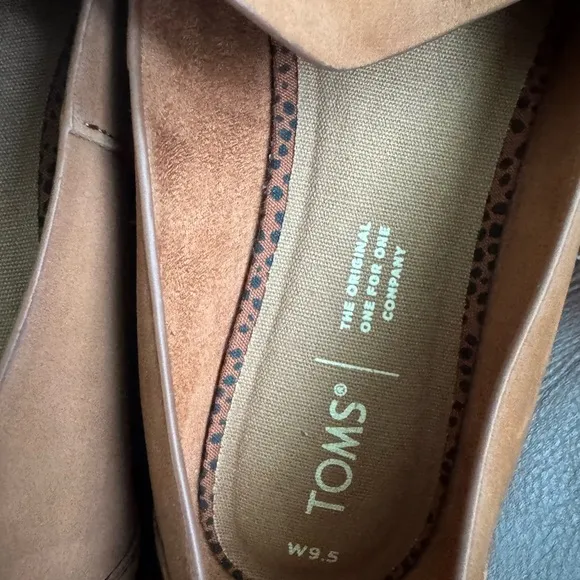 TOMS®
THE ORIGINAL
ONE FOR ONE
COMPANY
W9.5